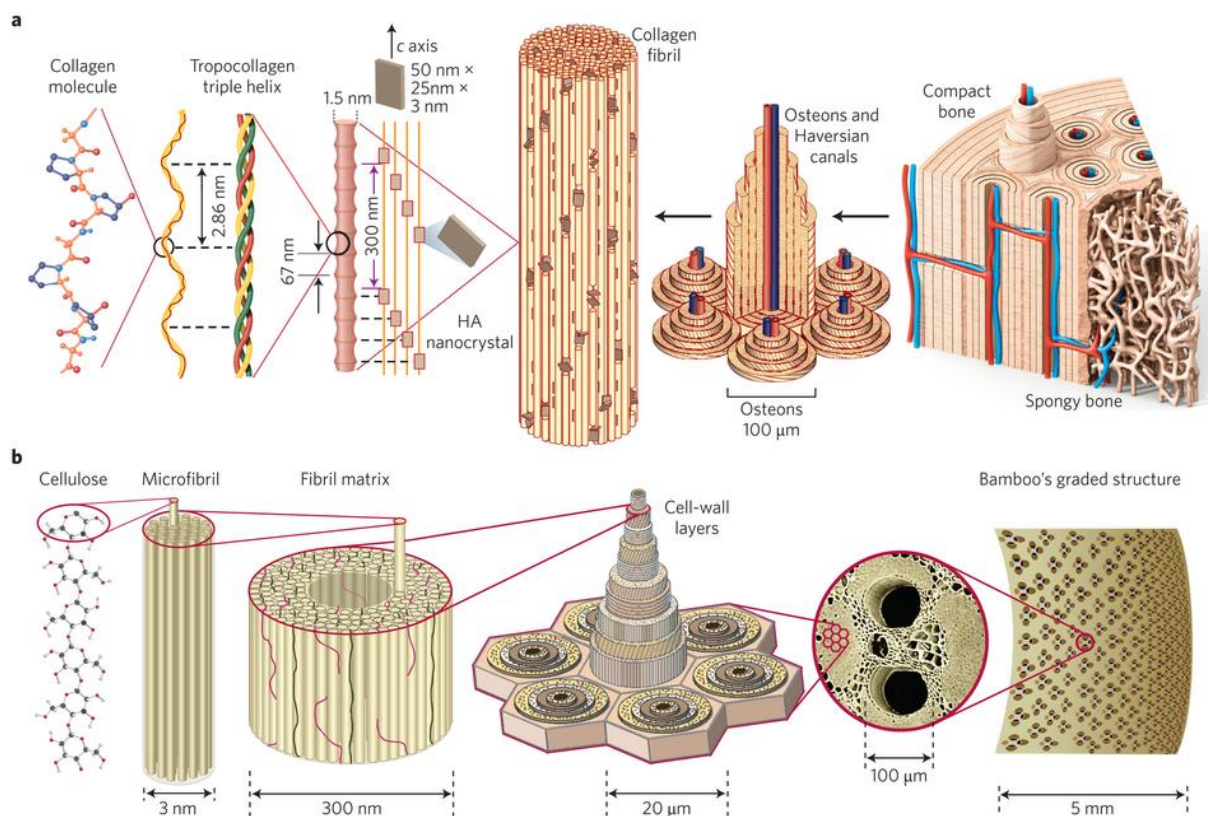 a
Collagen
molecule
Tropocollagen
triple helix
2.86 nm
67 nm
1.5 nm
c axis
50 nm ×
25nm ×
3 nm
300 nm
HA
nanocrystal
Collagen
fibril
Osteons and
Haversian
canals
Osteons
100 μm
Compact
bone
Spongy bone
b
Cellulose
Microfibril
3 nm
Fibril matrix
300 nm
Cell-wall
layers
20 μm
100 μm
Bamboo's graded structure
5 mm